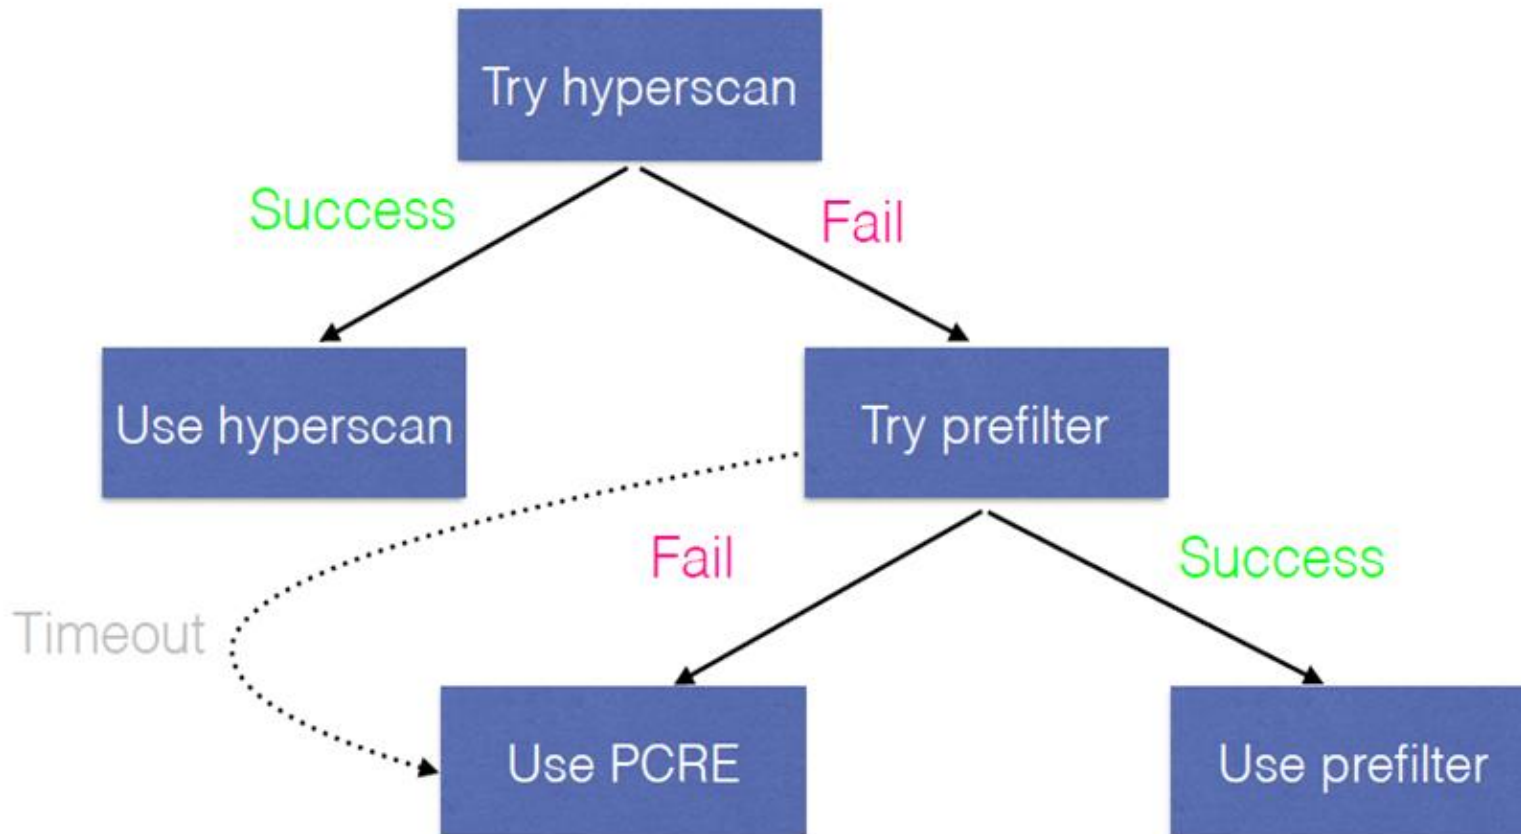 Try hyperscan
Success
Fail
Use hyperscan
Try prefilter
Fail
Success
Timeout
Use PCRE
Use prefilter